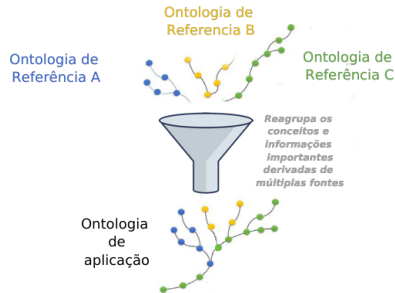 Ontologia de
Referencia B
Ontologia de
Referência A
Ontologia de
Referência C
Reagrupa os
conceitos e
informações
importantes
derivadas de
múltiplas fontes
Ontologia
de
aplicação